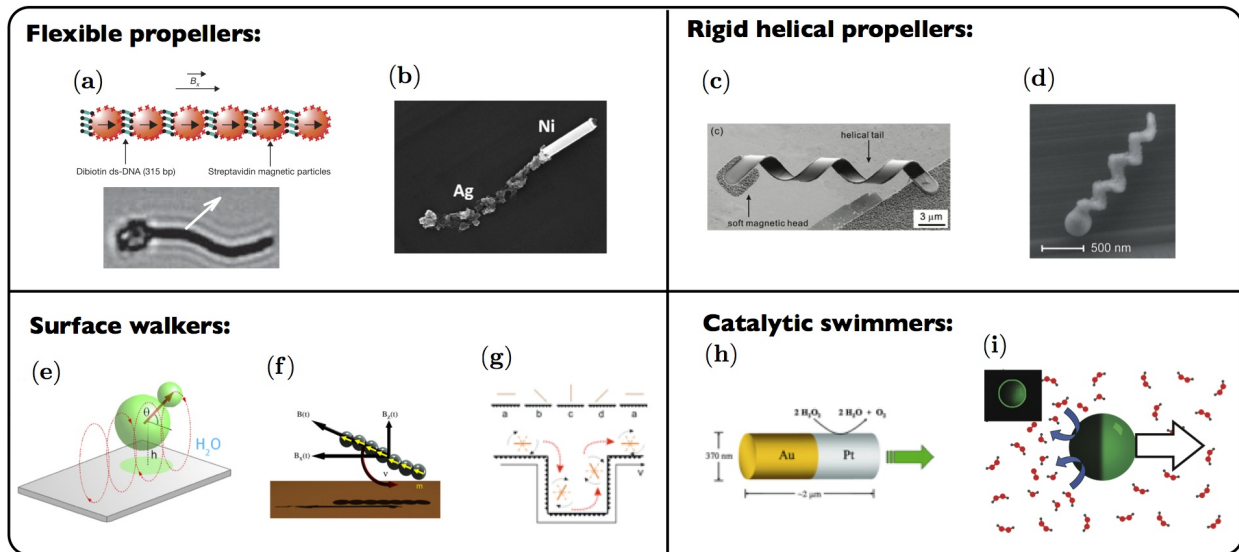 Flexible propellers:
(a)
Bx
Dibiotin ds-DNA (315 bp)
Streptavidin magnetic particles
(b)
Ni
Ag
Rigid helical propellers:
(c)
(c)
helical tail
soft magnetic head
3 μm
(d)
500 nm
Surface walkers:
(e)
θ
h
H2O
(f)
B(t)
Bz(t)
Bx(t)
v
m
(g)
a b c d a
V
Catalytic swimmers:
(h)
2 H2O2 2 H2O + O2
370 nm
Au
Pt
~2 μm
(i)